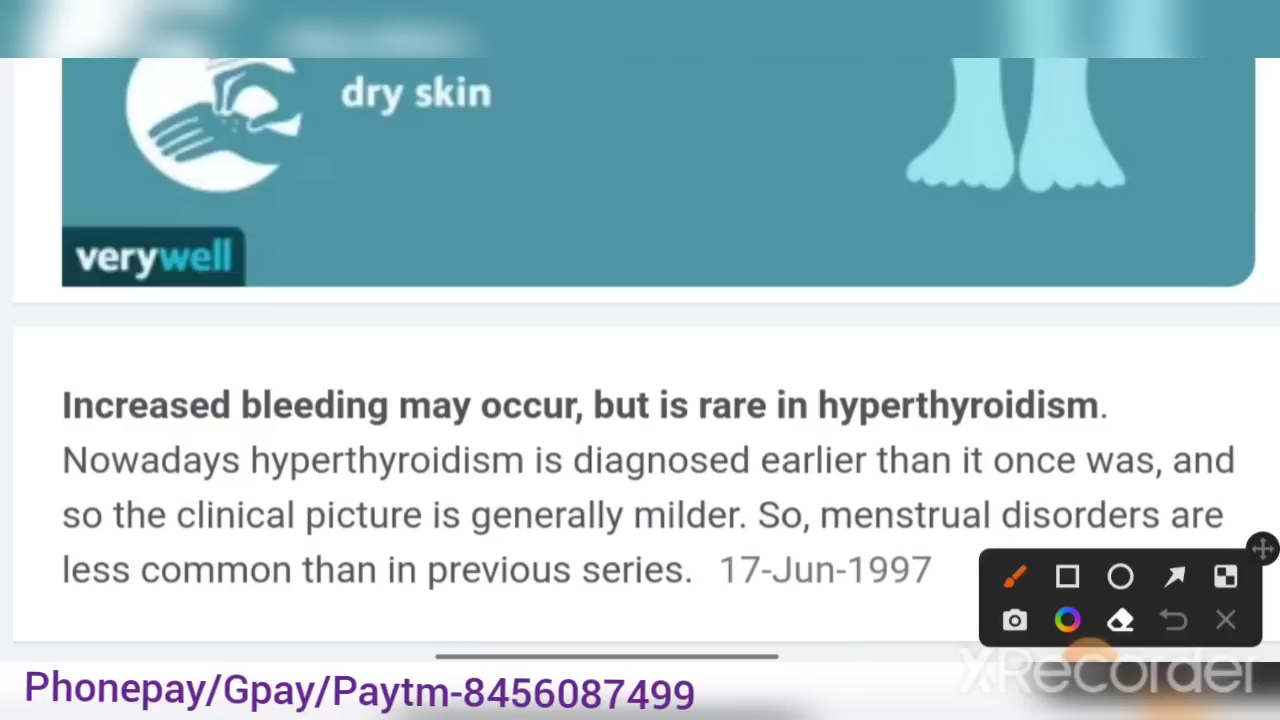 dry skin
verywell
Increased bleeding may occur, but is rare in hyperthyroidism.
Nowadays hyperthyroidism is diagnosed earlier than it once was, and
so the clinical picture is generally milder. So, menstrual disorders are
less common than in previous series. 17-Jun-1997
XRecorder
Phonepay/Gpay/Paytm-8456087499